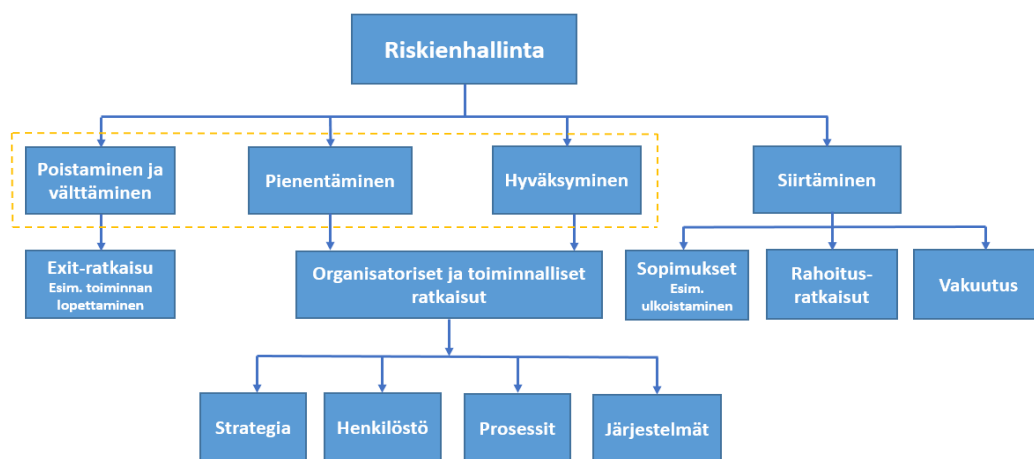 Riskienhallinta
Poistaminen ja
välttäminen
Pienentäminen
Hyväksyminen
Siirtäminen
Exit-ratkaisu
Esim. toiminnan
lopettaminen
Organisatoriset ja toiminnalliset
ratkaisut
Sopimukset
Esim.
ulkoistaminen
Rahoitus-
ratkaisut
Vakuutus
Strategia
Henkilöstö
Prosessit
Järjestelmät